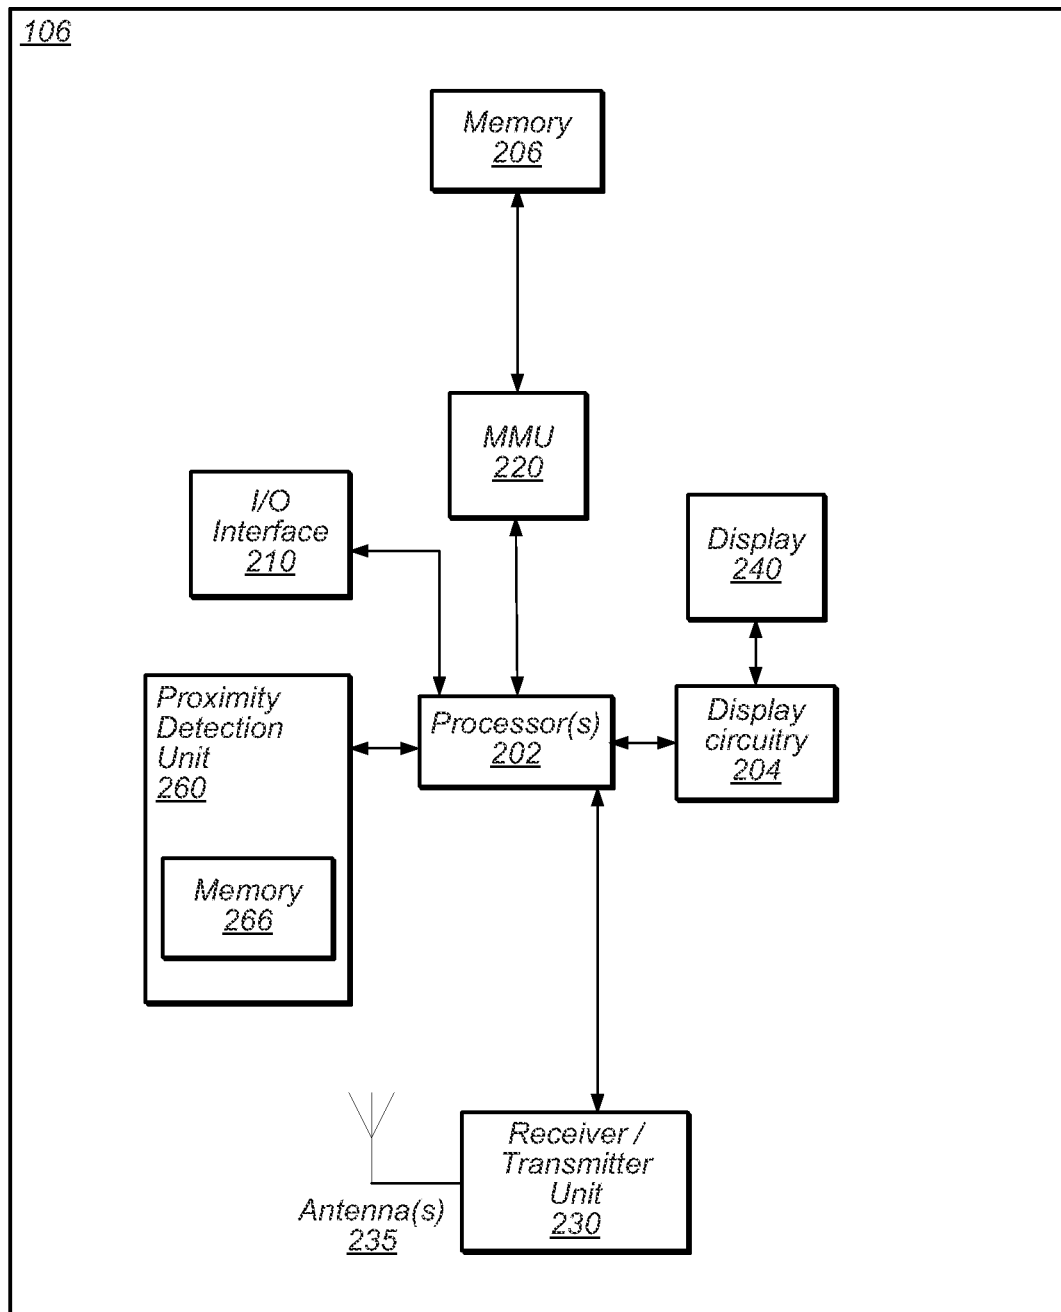 106
Memory
206
MMU
220
I/O
Interface
210
Display
240
Proximity
Detection
Unit
260
Processor(s)
202
Display
circuitry
204
Memory
266
Receiver /
Transmitter
Unit
230
Antenna(s)
235